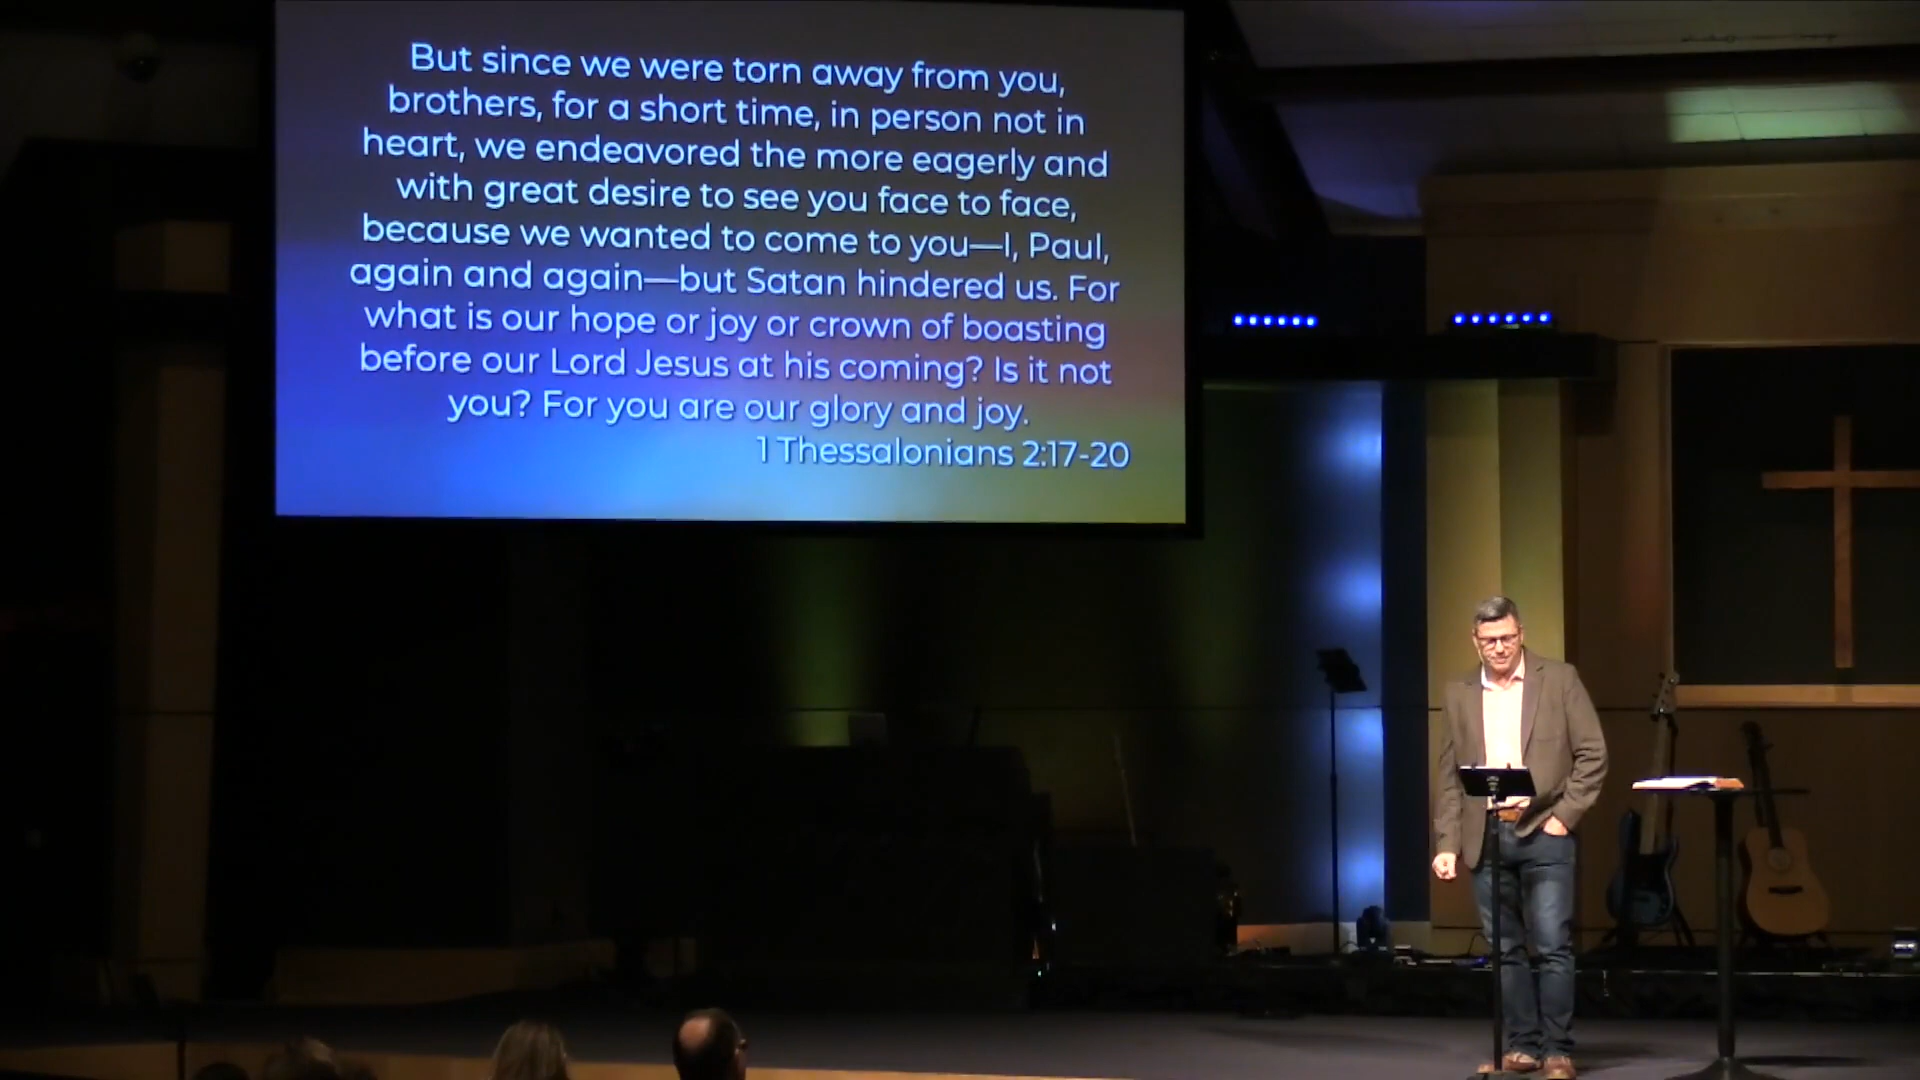 But since we were torn away from you,
brothers, for a short time, in person not in
heart, we endeavored the more eagerly and
with great desire to see you face to face,
because we wanted to come to you—I, Paul,
again and again—but Satan hindered us. For
what is our hope or joy or crown of boasting
before our Lord Jesus at his coming? Is it not
you? For you are our glory and joy.
1 Thessalonians 2:17-20